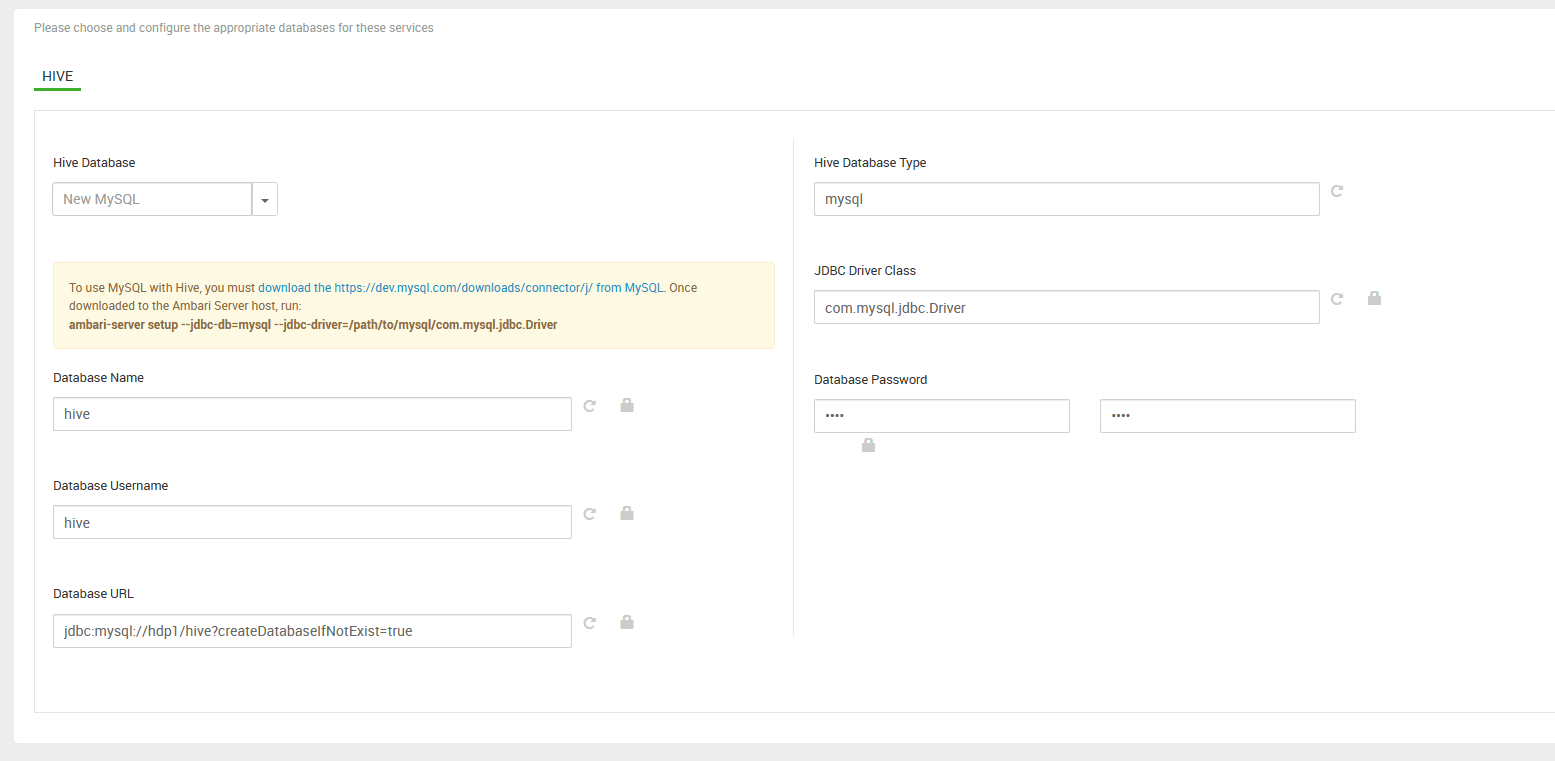 Please choose and configure the appropriate databases for these services
HIVE
Hive Database
New MySQL
To use MySQL with Hive, you must download the https://dev.mysql.com/downloads/connector/j/ from MySQL. Once
downloaded to the Ambari Server host, run:
ambari-server setup --jdbc-db=mysql --jdbc-driver=/path/to/mysql/com.mysql.jdbc.Driver
Database Name
hive
Database Username
hive
Database URL
jdbc:mysql://hdp1/hive?createDatabaseIfNotExist=true
Hive Database Type
mysql
JDBC Driver Class
com.mysql.jdbc.Driver
Database Password
•••• ••••